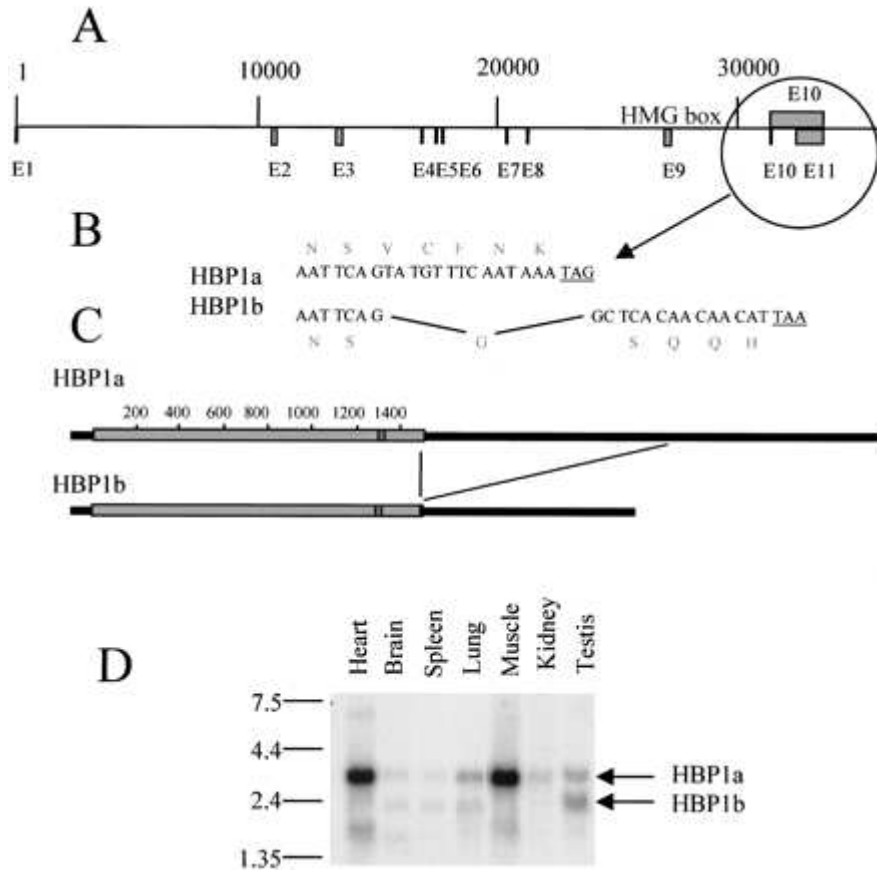 A
1 10000 20000 30000
E10
HMG box
E1 E2 E3 E4E5E6 E7E8 E9 E10 E11
B
N S V C F N K
HBP1a AAT TCA GTA TGT TTC AAT AAA TAG
HBP1b AAT TCA G GC TCA CAA CAA CAT TAA
N S G S Q Q H
C
HBP1a
200 400 600 800 1000 1200 1400
HBP1b
D
Heart Brain Spleen Lung Muscle Kidney Testis
7.5
4.4
HBP1a
2.4 HBP1b
1.35